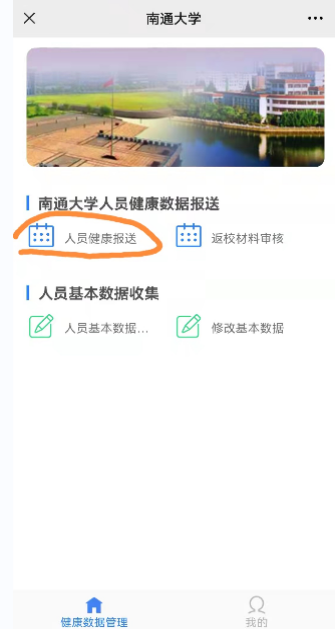 南通大学
南通大学人员健康数据报送
人员健康报送
返校材料审核
人员基本数据收集
人员基本数据...
修改基本数据
健康数据管理
我的